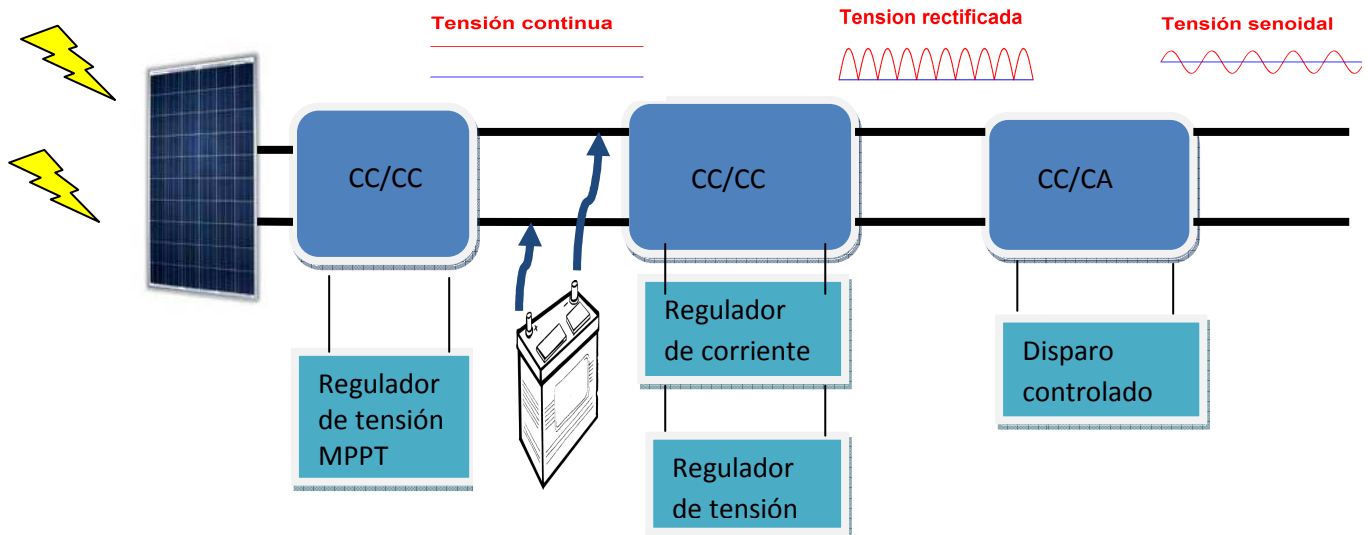 Tensión continua
Tension rectificada
Tensión senoidal
CC/CC
CC/CC
CC/CA
Regulador
de tensión
MPPT
Regulador
de corriente
Regulador
de tensión
Disparo
controlado